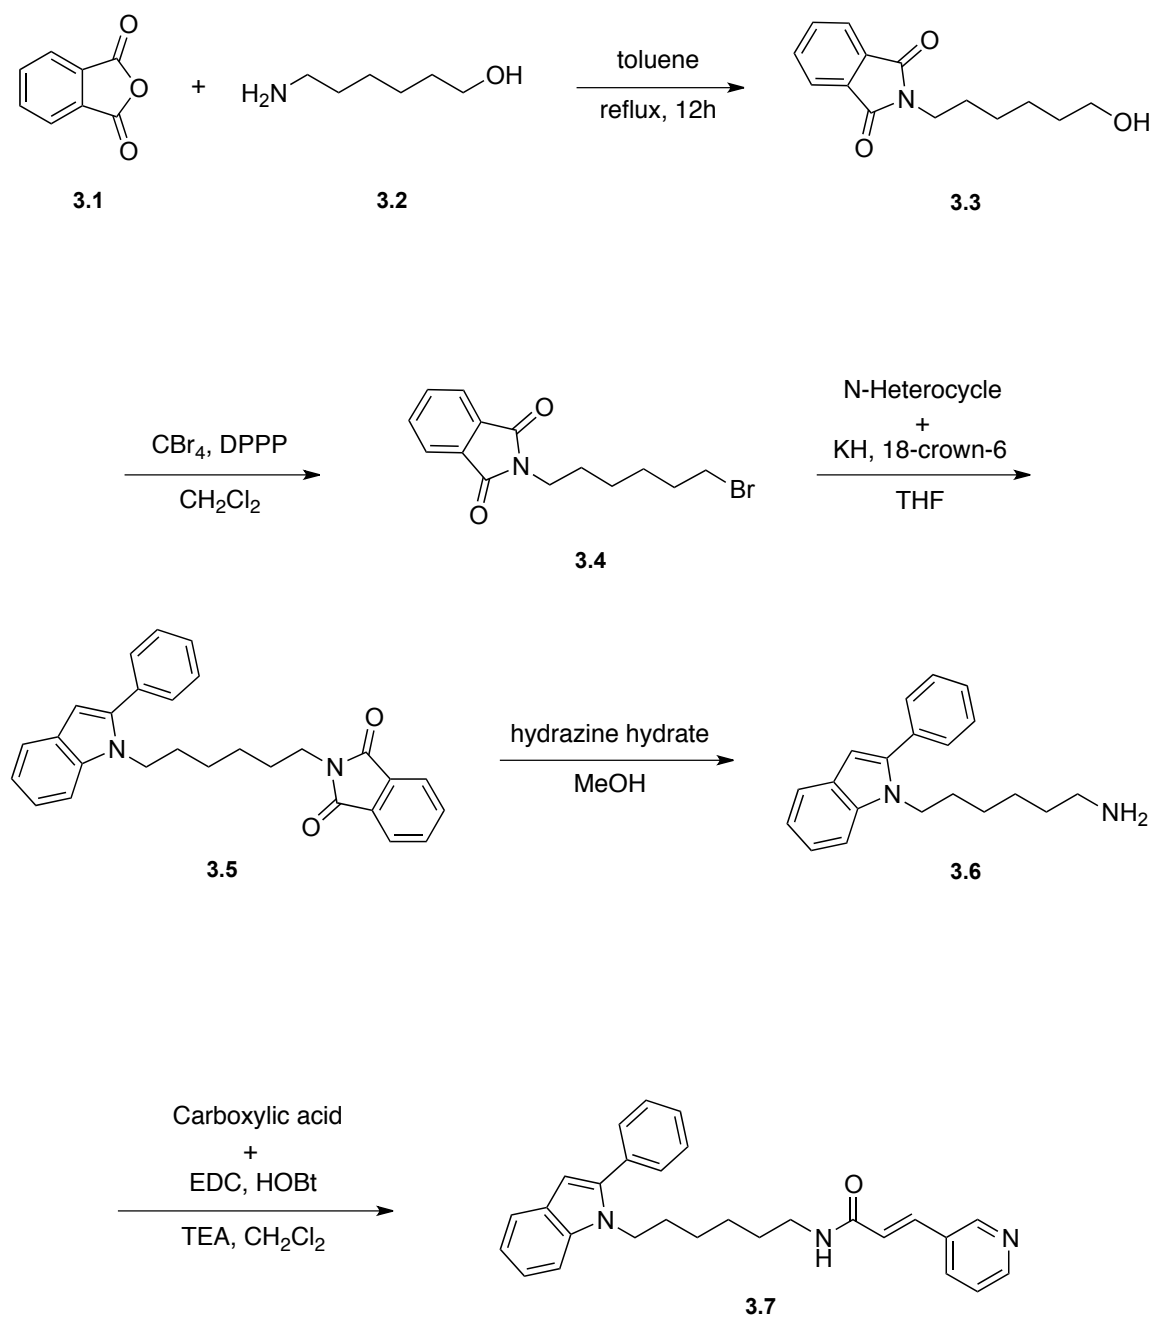 O
O
O
+
H2N
OH
toluene
reflux, 12h
O
N
O
OH
3.1
3.2
3.3
CBr4, DPPP
CH2Cl2
O
N
O
Br
3.4
N-Heterocycle
+
KH, 18-crown-6
THF
N
O
N
O
3.5
hydrazine hydrate
MeOH
N
NH2
3.6
Carboxylic acid
+
EDC, HOBt
TEA, CH2Cl2
N
O
N
H
N
3.7